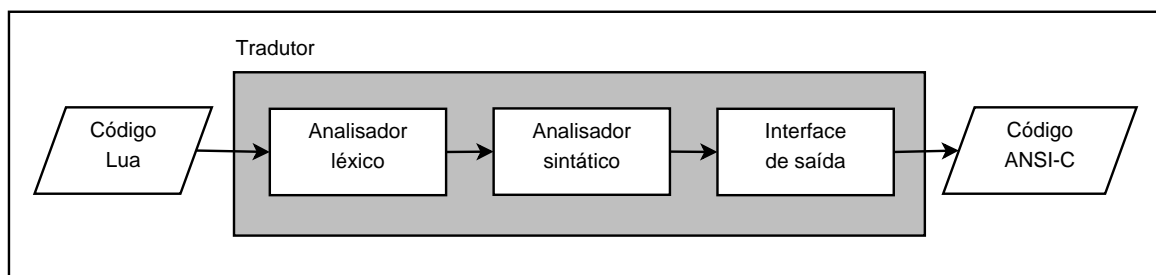 Tradutor
Código
Lua
Analisador
léxico
Analisador
sintático
Interface
de saída
Código
ANSI-C